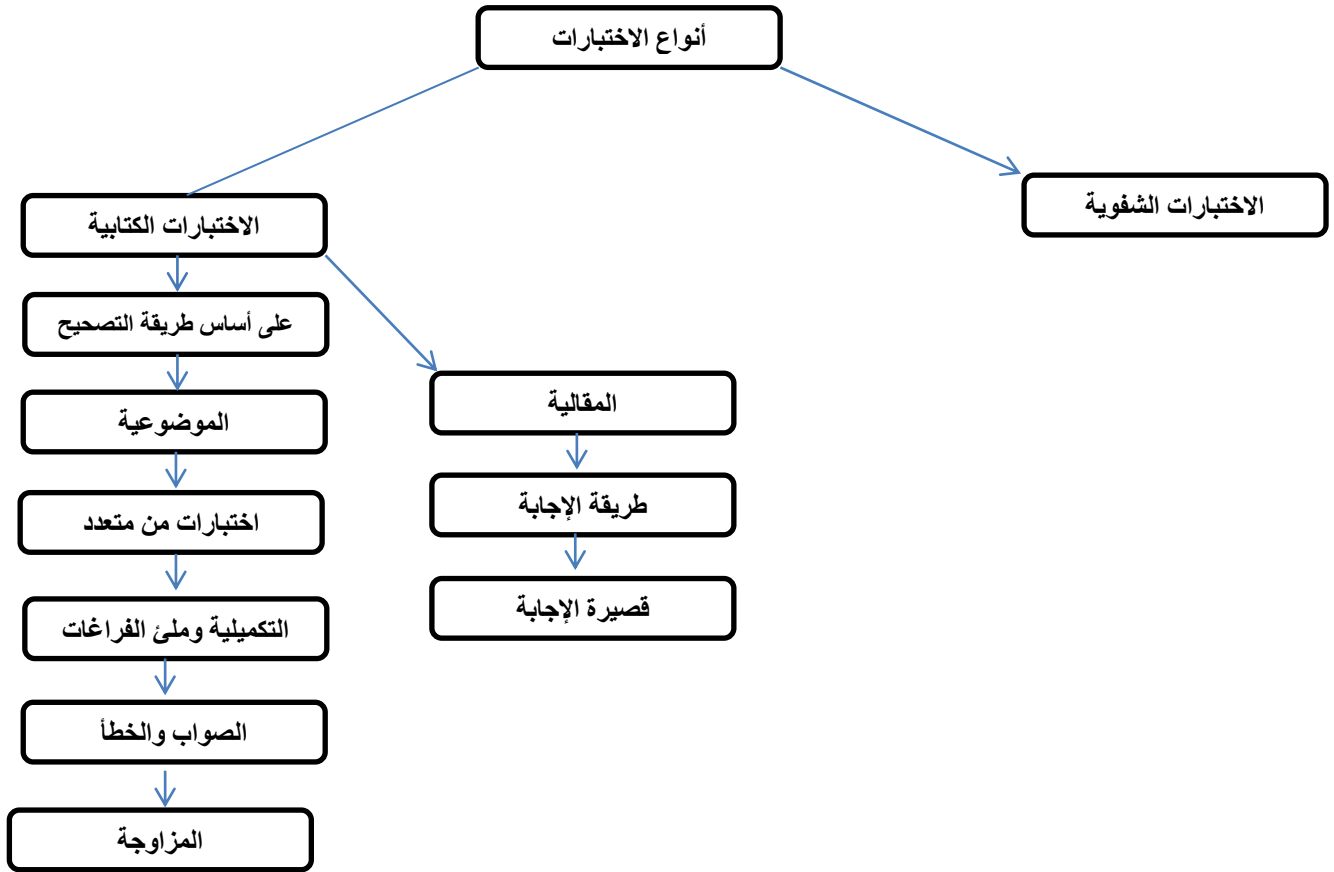 أنواع الاختبارات
الاختبارات الشفوية
الاختبارات الكتابية
على أساس طريقة التصحيح
الموضوعية
اختبارات من متعدد
التكميلية وملئ الفراغات
الصواب والخطأ
المزاوجة
المقالية
طريقة الإجابة
قصيرة الإجابة